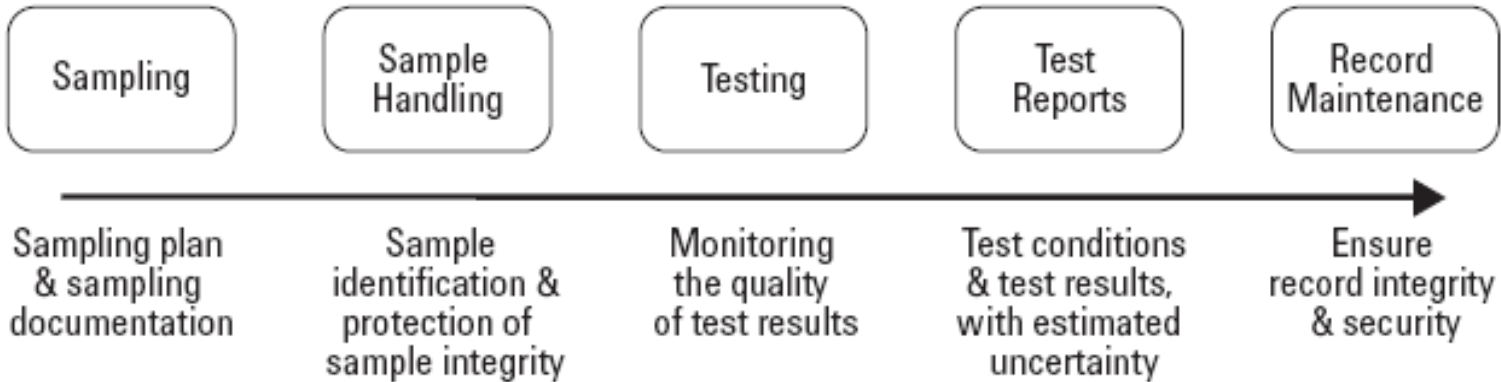 Sampling
Sample
Handling
Testing
Test
Reports
Record
Maintenance
Sampling plan
& sampling
documentation
Sample
identification &
protection of
sample integrity
Monitoring
the quality
of test results
Test conditions
& test results,
with estimated
uncertainty
Ensure
record integrity
& security